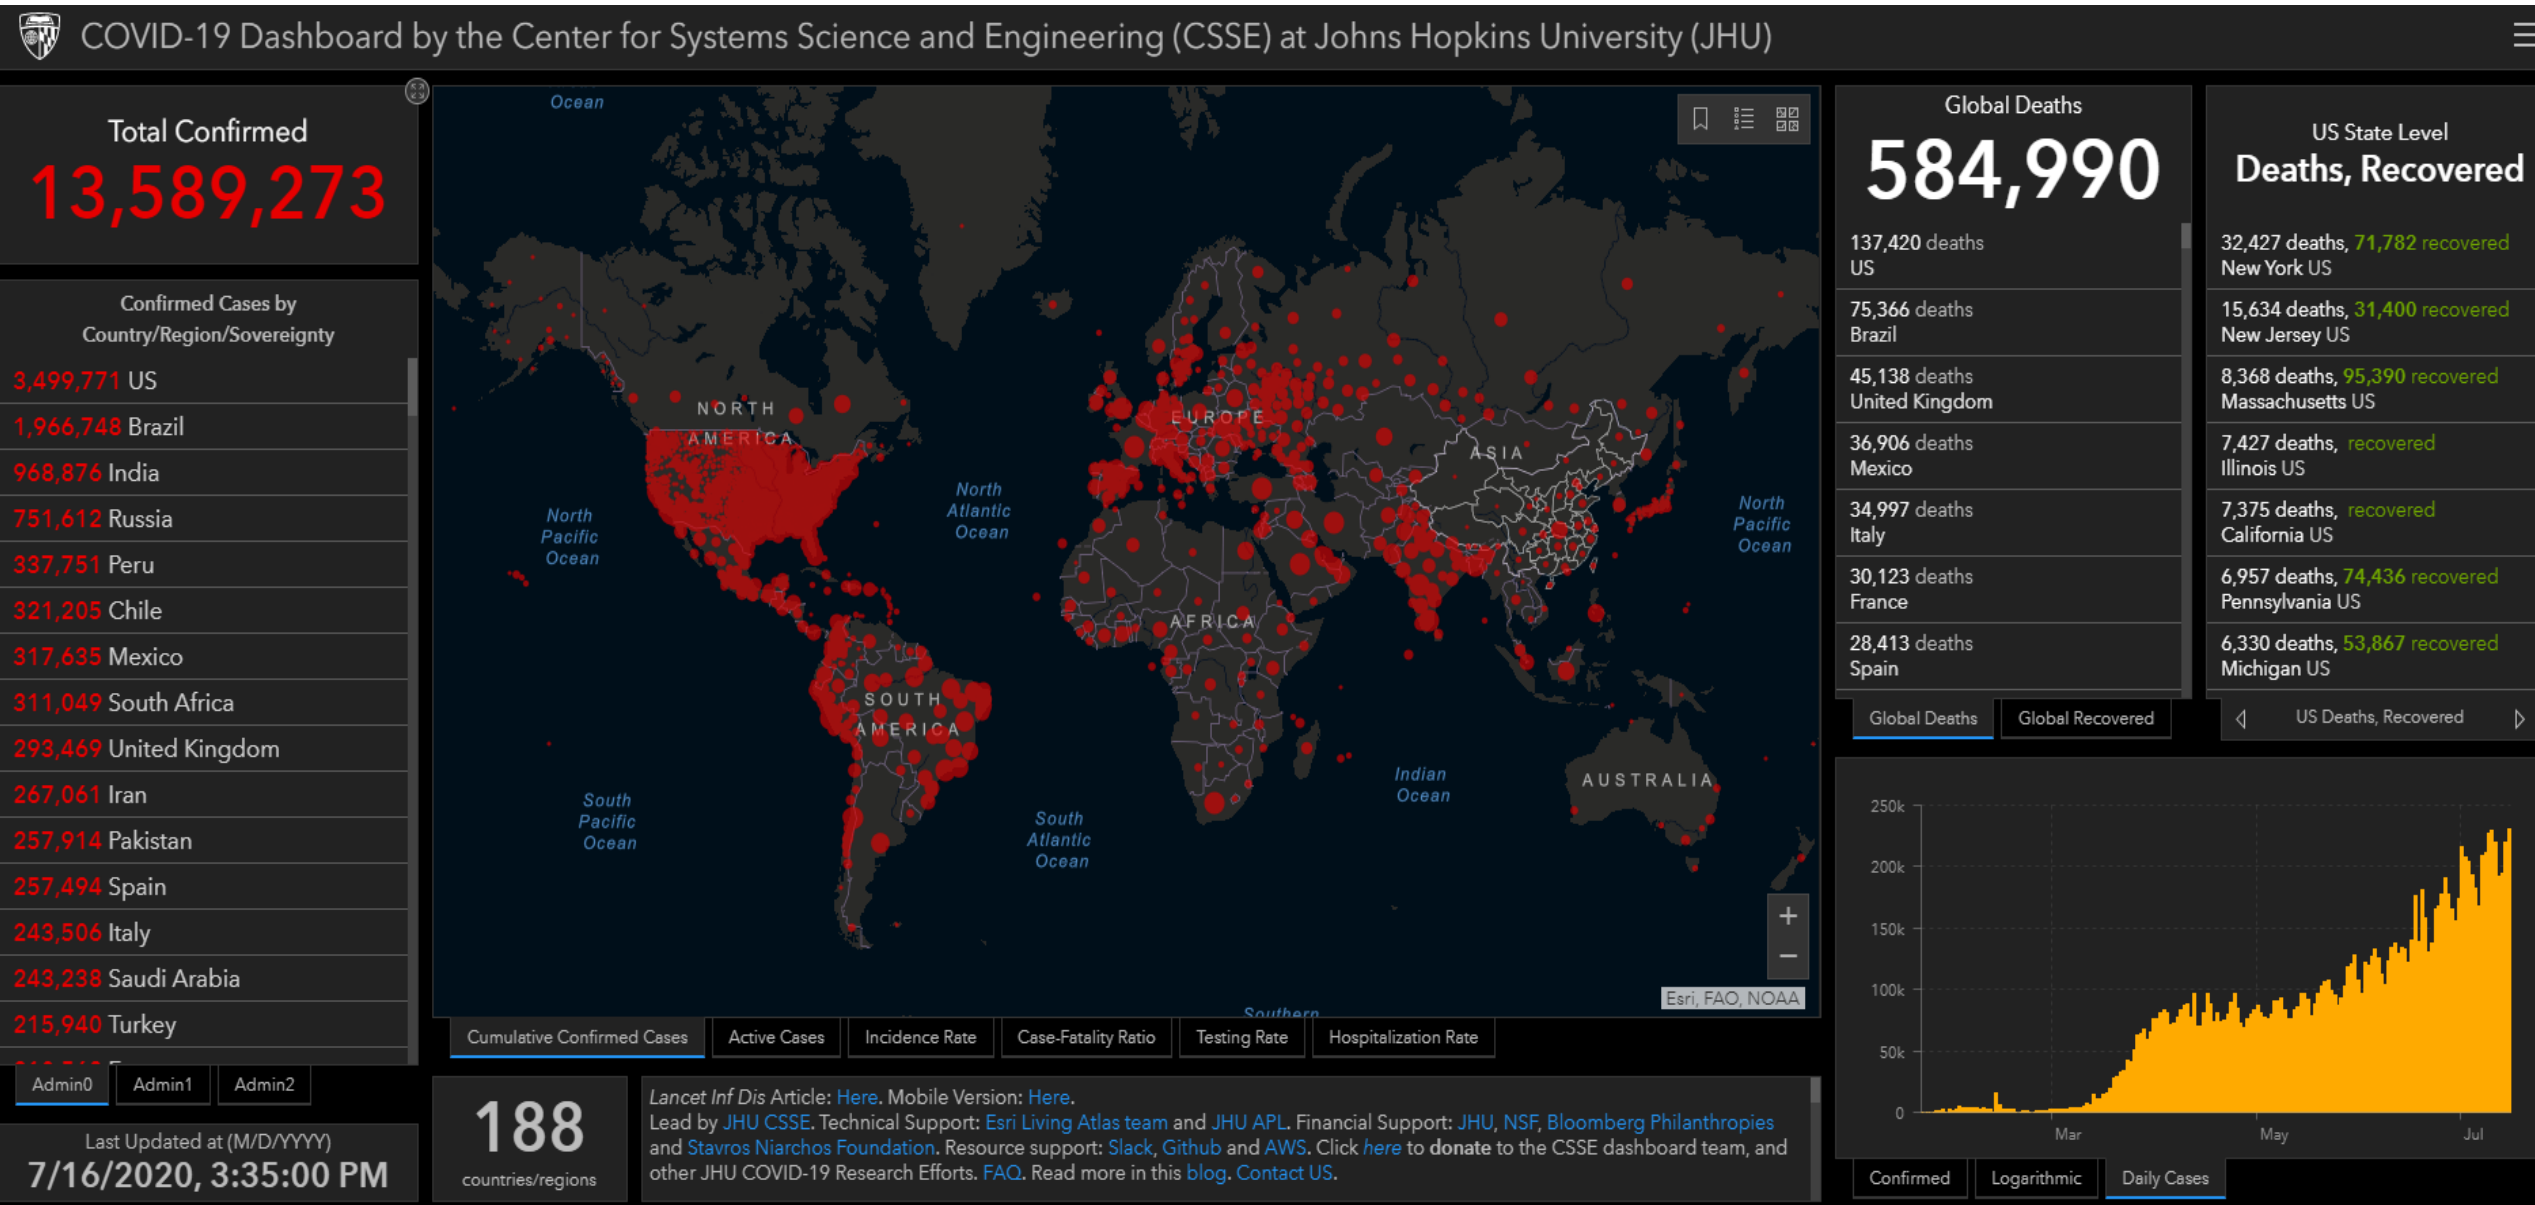 COVID-19 Dashboard by the Center for Systems Science and Engineering (CSSE) at Johns Hopkins University (JHU)
Total Confirmed
13,589,273
Confirmed Cases by
Country/Region/Sovereignty
3,499,771 US
1,966,748 Brazil
968,876 India
751,612 Russia
337,751 Peru
321,205 Chile
317,635 Mexico
311,049 South Africa
293,469 United Kingdom
267,061 Iran
257,914 Pakistan
257,494 Spain
243,506 Italy
243,238 Saudi Arabia
215,940 Turkey
Admin0
Admin1
Admin2
Last Updated at (M/D/YYYY)
7/16/2020, 3:35:00 PM
Ocean
NORTH
AMERICA
EUROPE
ASIA
North
Pacific
Ocean
North
Atlantic
Ocean
North
Pacific
Ocean
AFRICA
SOUTH
AMERICA
AUSTRALIA
Indian
Ocean
South
Pacific
Ocean
South
Atlantic
Ocean
+
−
Esri, FAO, NOAA
Southern
Cumulative Confirmed Cases
Active Cases
Incidence Rate
Case-Fatality Ratio
Testing Rate
Hospitalization Rate
188
countries/regions
Lancet Inf Dis Article: Here. Mobile Version: Here.
Lead by JHU CSSE. Technical Support: Esri Living Atlas team and JHU APL. Financial Support: JHU, NSF, Bloomberg Philanthropies
and Stavros Niarchos Foundation. Resource support: Slack, Github and AWS. Click here to donate to the CSSE dashboard team, and
other JHU COVID-19 Research Efforts. FAQ. Read more in this blog. Contact US.
Global Deaths
584,990
137,420 deaths
US
75,366 deaths
Brazil
45,138 deaths
United Kingdom
36,906 deaths
Mexico
34,997 deaths
Italy
30,123 deaths
France
28,413 deaths
Spain
Global Deaths
Global Recovered
US State Level
Deaths, Recovered
32,427 deaths, 71,782 recovered
New York US
15,634 deaths, 31,400 recovered
New Jersey US
8,368 deaths, 95,390 recovered
Massachusetts US
7,427 deaths, recovered
Illinois US
7,375 deaths, recovered
California US
6,957 deaths, 74,436 recovered
Pennsylvania US
6,330 deaths, 53,867 recovered
Michigan US
US Deaths, Recovered
250k
200k
150k
100k
50k
0
Mar
May
Jul
Confirmed
Logarithmic
Daily Cases